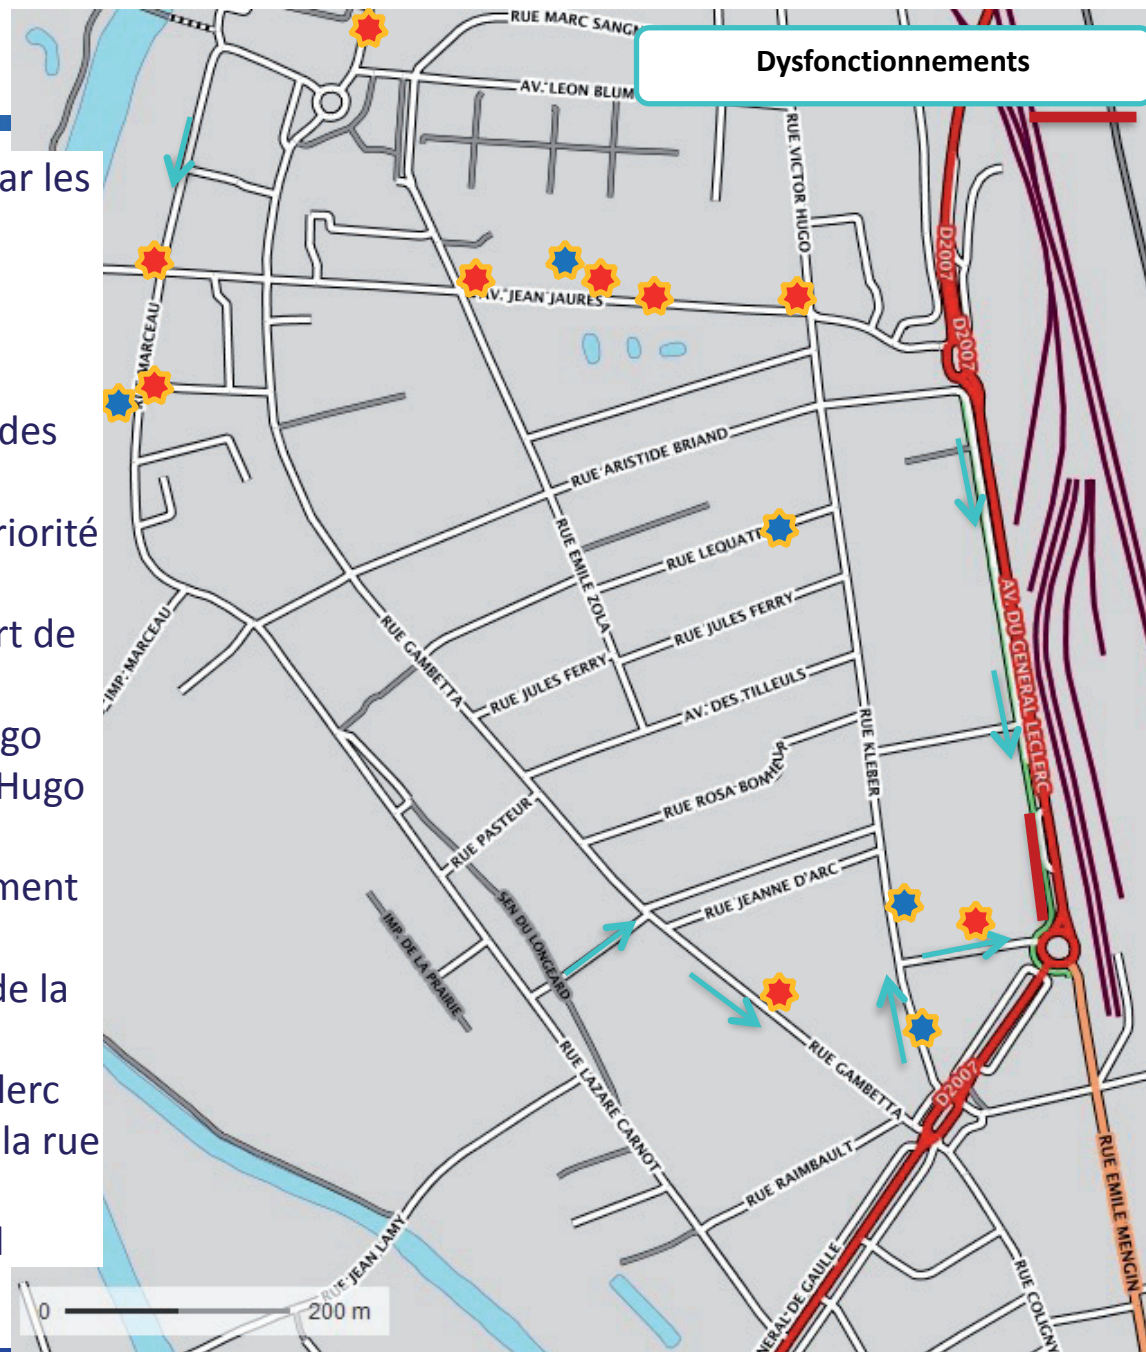 Dysfonctionnements
ar les
des
riorité
rt de
go
Hugo
ment
de la
lerc
la rue
RUE MARC SANGN
AV. LEON BLUM
RUE VICTOR HUGO
D2007
AV. JEAN JAURES
D2007
MARCEAU
RUE ARISTIDE BRIAND
RUE LEQUAT
RUE EMILE ZOLA
RUE JULES FERRY
AV. DU GENERAL LECLERC
IMP. MARCEAU
RUE GAMBETTA
RUE JULES FERRY
AV. DES TILLEULS
RUE KLEBER
RUE ROSA BONHEUR
RUE PASTEUR
RUE JEANNE D'ARC
SEN DU LONGEARD
IMP. DE LA PRAIRIE
RUE LAZARE CARNOT
RUE GAMBETTA
D2007
RUE RAIMBAULT
RUE EMILE MENGIN
RUE JEAN LAMY
NERAL DE GAULLE
RUE COLIGNY
0 200 m